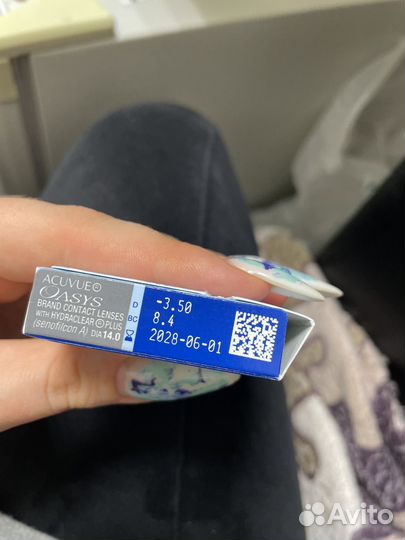 ACUVUE®
OASYS
BRAND CONTACT LENSES
WITH HYDRACLEAR® PLUS
(senofilcon A) DIA 14.0
D -3.50
BC 8.4
2028-06-01
Avito